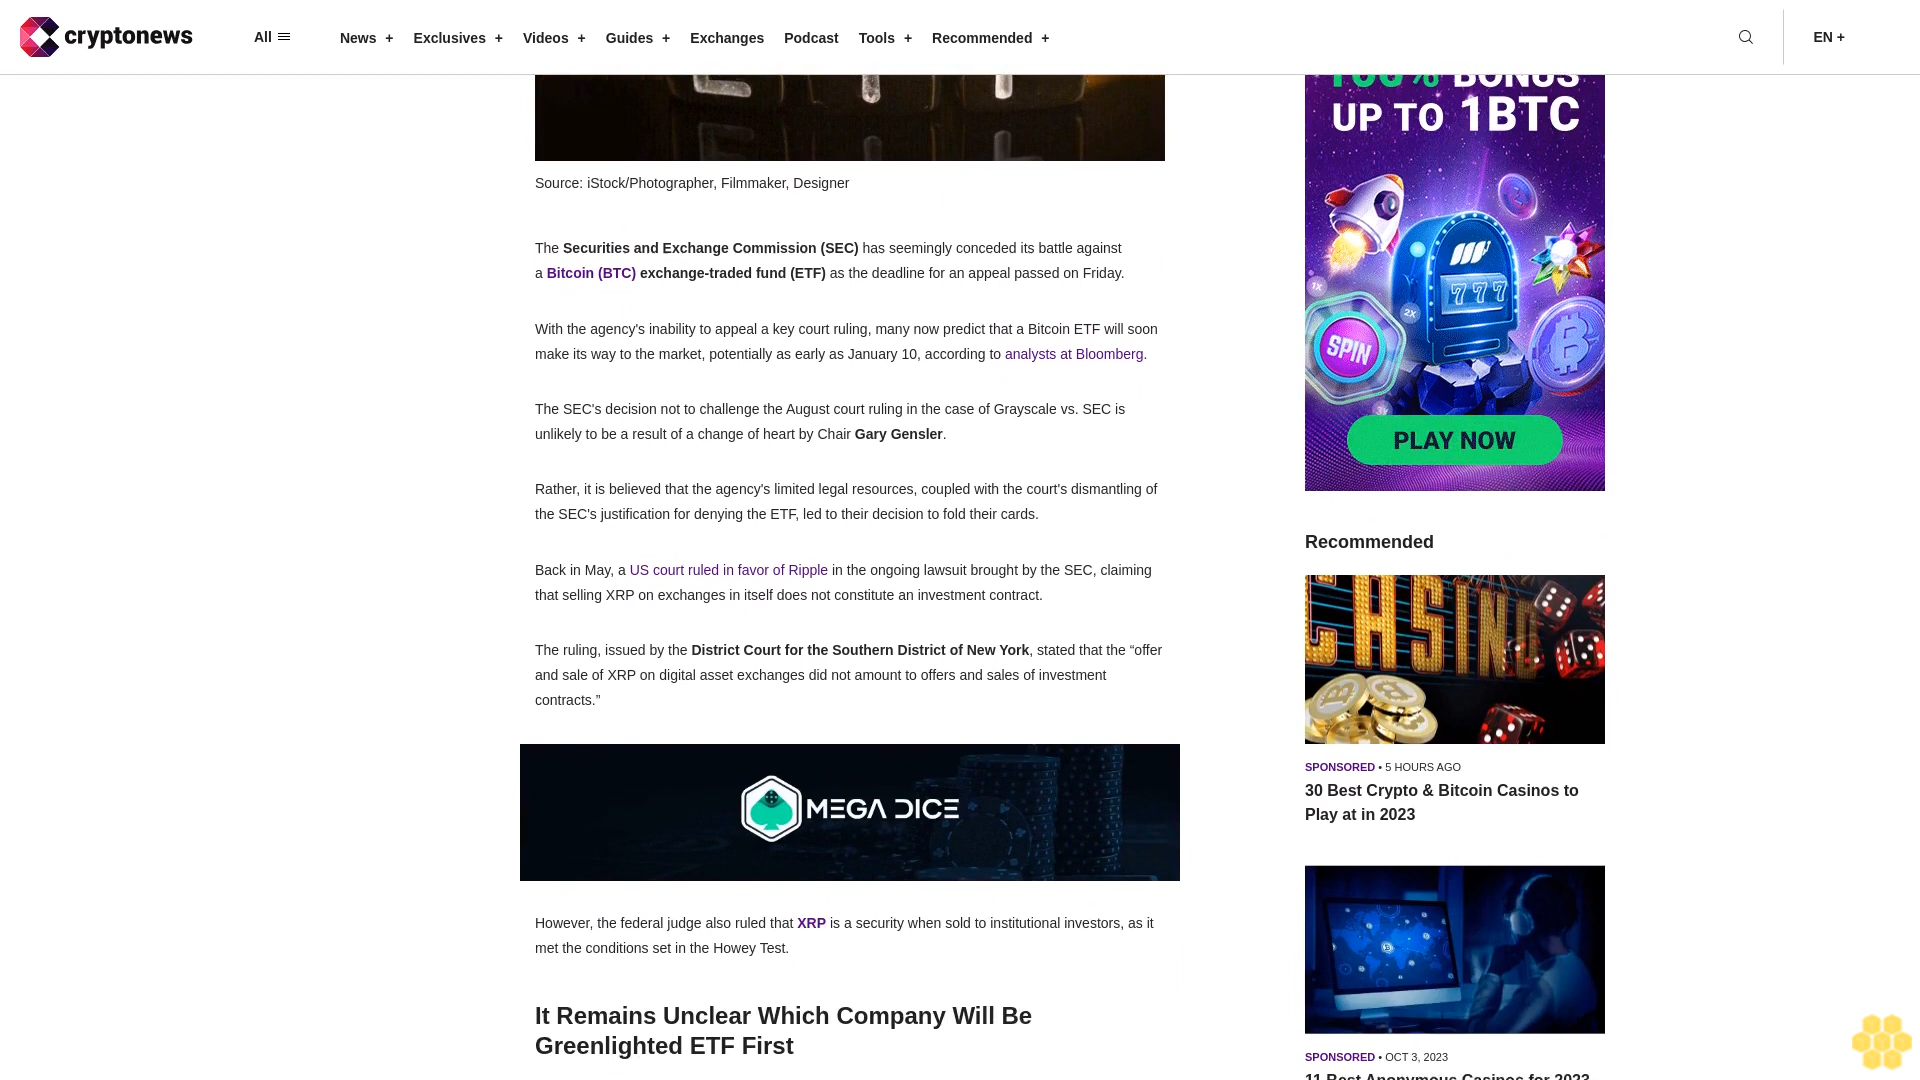 cryptonews
All
News +
Exclusives +
Videos +
Guides +
Exchanges
Podcast
Tools +
Recommended +
EN +
Source: iStock/Photographer, Filmmaker, Designer
The Securities and Exchange Commission (SEC) has seemingly conceded its battle against
a Bitcoin (BTC) exchange-traded fund (ETF) as the deadline for an appeal passed on Friday.
With the agency's inability to appeal a key court ruling, many now predict that a Bitcoin ETF will soon
make its way to the market, potentially as early as January 10, according to analysts at Bloomberg.
The SEC's decision not to challenge the August court ruling in the case of Grayscale vs. SEC is
unlikely to be a result of a change of heart by Chair Gary Gensler.
Rather, it is believed that the agency's limited legal resources, coupled with the court's dismantling of
the SEC's justification for denying the ETF, led to their decision to fold their cards.
Back in May, a US court ruled in favor of Ripple in the ongoing lawsuit brought by the SEC, claiming
that selling XRP on exchanges in itself does not constitute an investment contract.
The ruling, issued by the District Court for the Southern District of New York, stated that the “offer
and sale of XRP on digital asset exchanges did not amount to offers and sales of investment
contracts.”
MEGA DICE
However, the federal judge also ruled that XRP is a security when sold to institutional investors, as it
met the conditions set in the Howey Test.
It Remains Unclear Which Company Will Be
Greenlighted ETF First
100% BONUS
UP TO 1BTC
1X
777
2X
SPIN
3X
PLAY NOW
Recommended
CASINO
SPONSORED • 5 HOURS AGO
30 Best Crypto & Bitcoin Casinos to
Play at in 2023
SPONSORED • OCT 3, 2023
11 Best Anonymous Casinos for 2023